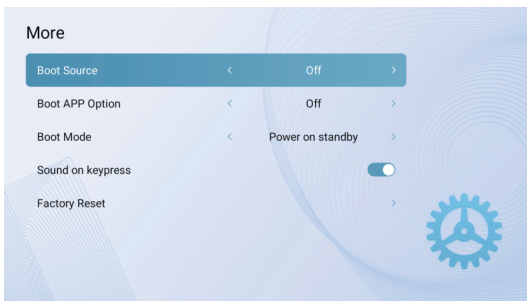 More
Boot Source Off
Boot APP Option Off
Boot Mode Power on standby
Sound on keypress
Factory Reset